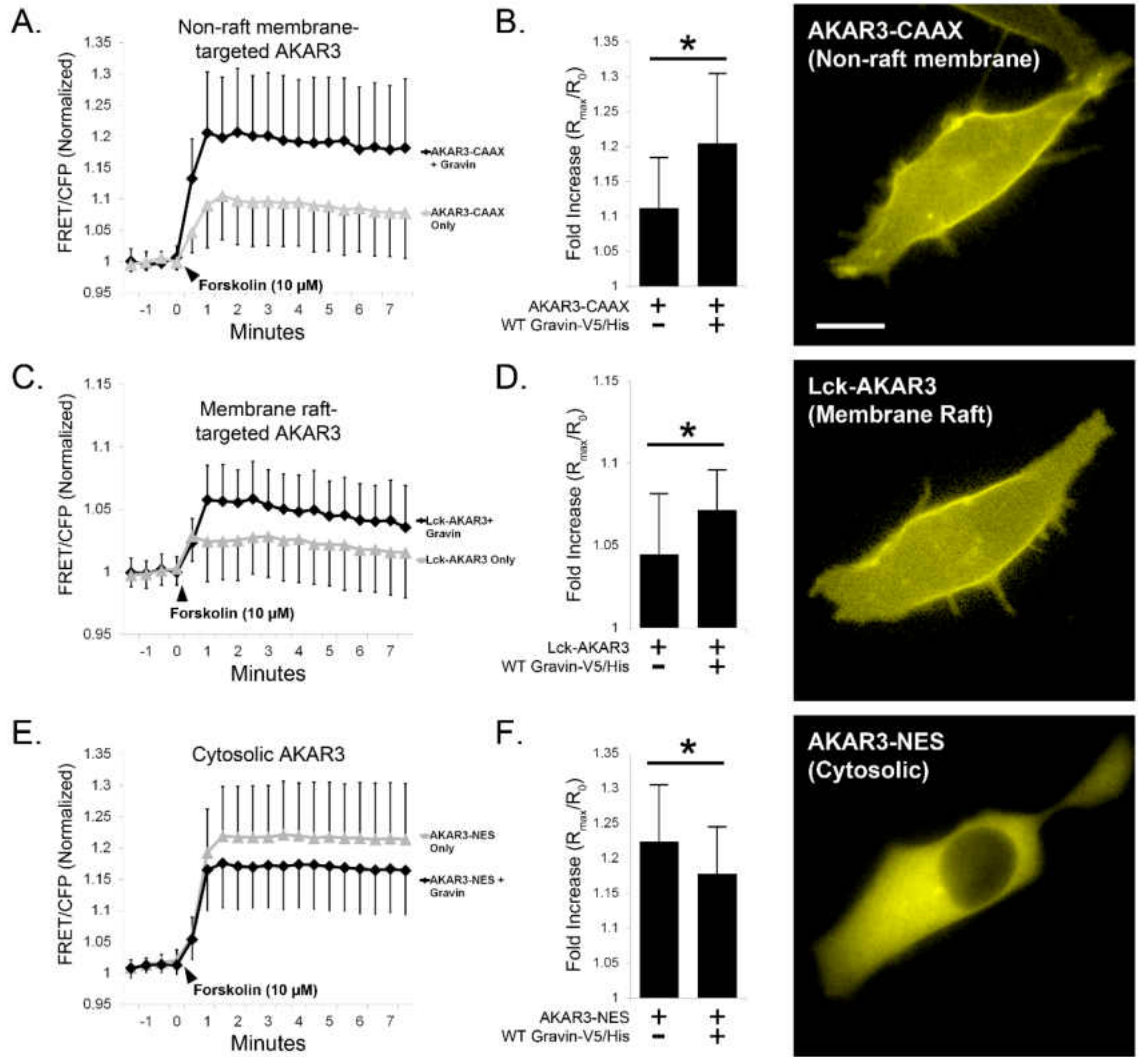 A.
Non-raft membrane-
targeted AKAR3
FRET/CFP (Normalized)
1.35
1.3
1.25
1.2
1.15
1.1
1.05
1
0.95
AKAR3-CAAX
+ Gravin
AKAR3-CAAX
Only
Forskolin (10 µM)
-1 0 1 2 3 4 5 6 7
Minutes
B.
Fold Increase (Rmax/R0)
1.35
1.3
1.25
1.2
1.15
1.1
1.05
1
*
AKAR3-CAAX + +
WT Gravin-V5/His - +
AKAR3-CAAX
(Non-raft membrane)
C.
Membrane raft-
targeted AKAR3
FRET/CFP (Normalized)
1.15
1.1
1.05
1
0.95
Lck-AKAR3+
Gravin
Lck-AKAR3 Only
Forskolin (10 µM)
-1 0 1 2 3 4 5 6 7
Minutes
D.
Fold Increase (Rmax/R0)
1.15
1.1
1.05
1
*
Lck-AKAR3 + +
WT Gravin-V5/His - +
Lck-AKAR3
(Membrane Raft)
E.
Cytosolic AKAR3
FRET/CFP (Normalized)
1.35
1.3
1.25
1.2
1.15
1.1
1.05
1
0.95
AKAR3-NES
Only
AKAR3-NES +
Gravin
Forskolin (10 µM)
-1 0 1 2 3 4 5 6 7
Minutes
F.
Fold Increase (Rmax/R0)
1.35
1.3
1.25
1.2
1.15
1.1
1.05
1
*
AKAR3-NES + +
WT Gravin-V5/His - +
AKAR3-NES
(Cytosolic)